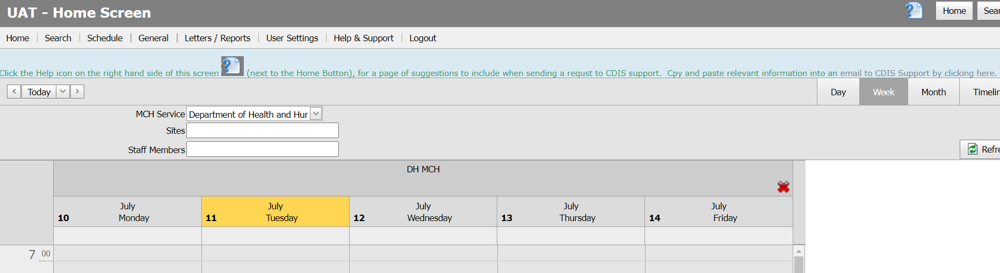 UAT - Home Screen
Home
Home Search Schedule General Letters / Reports User Settings Help & Support Logout
Click the Help icon on the right hand side of this screen (next to the Home Button), for a page of suggestions to include when sending a requst to CDIS support. Cpy and paste relevant information into an email to CDIS Support by clicking here.
< Today >
Day Week Month
MCH Service Department of Health and Hur
Sites
Staff Members
DH MCH
July July July July July
10 Monday 11 Tuesday 12 Wednesday 13 Thursday 14 Friday
7 00